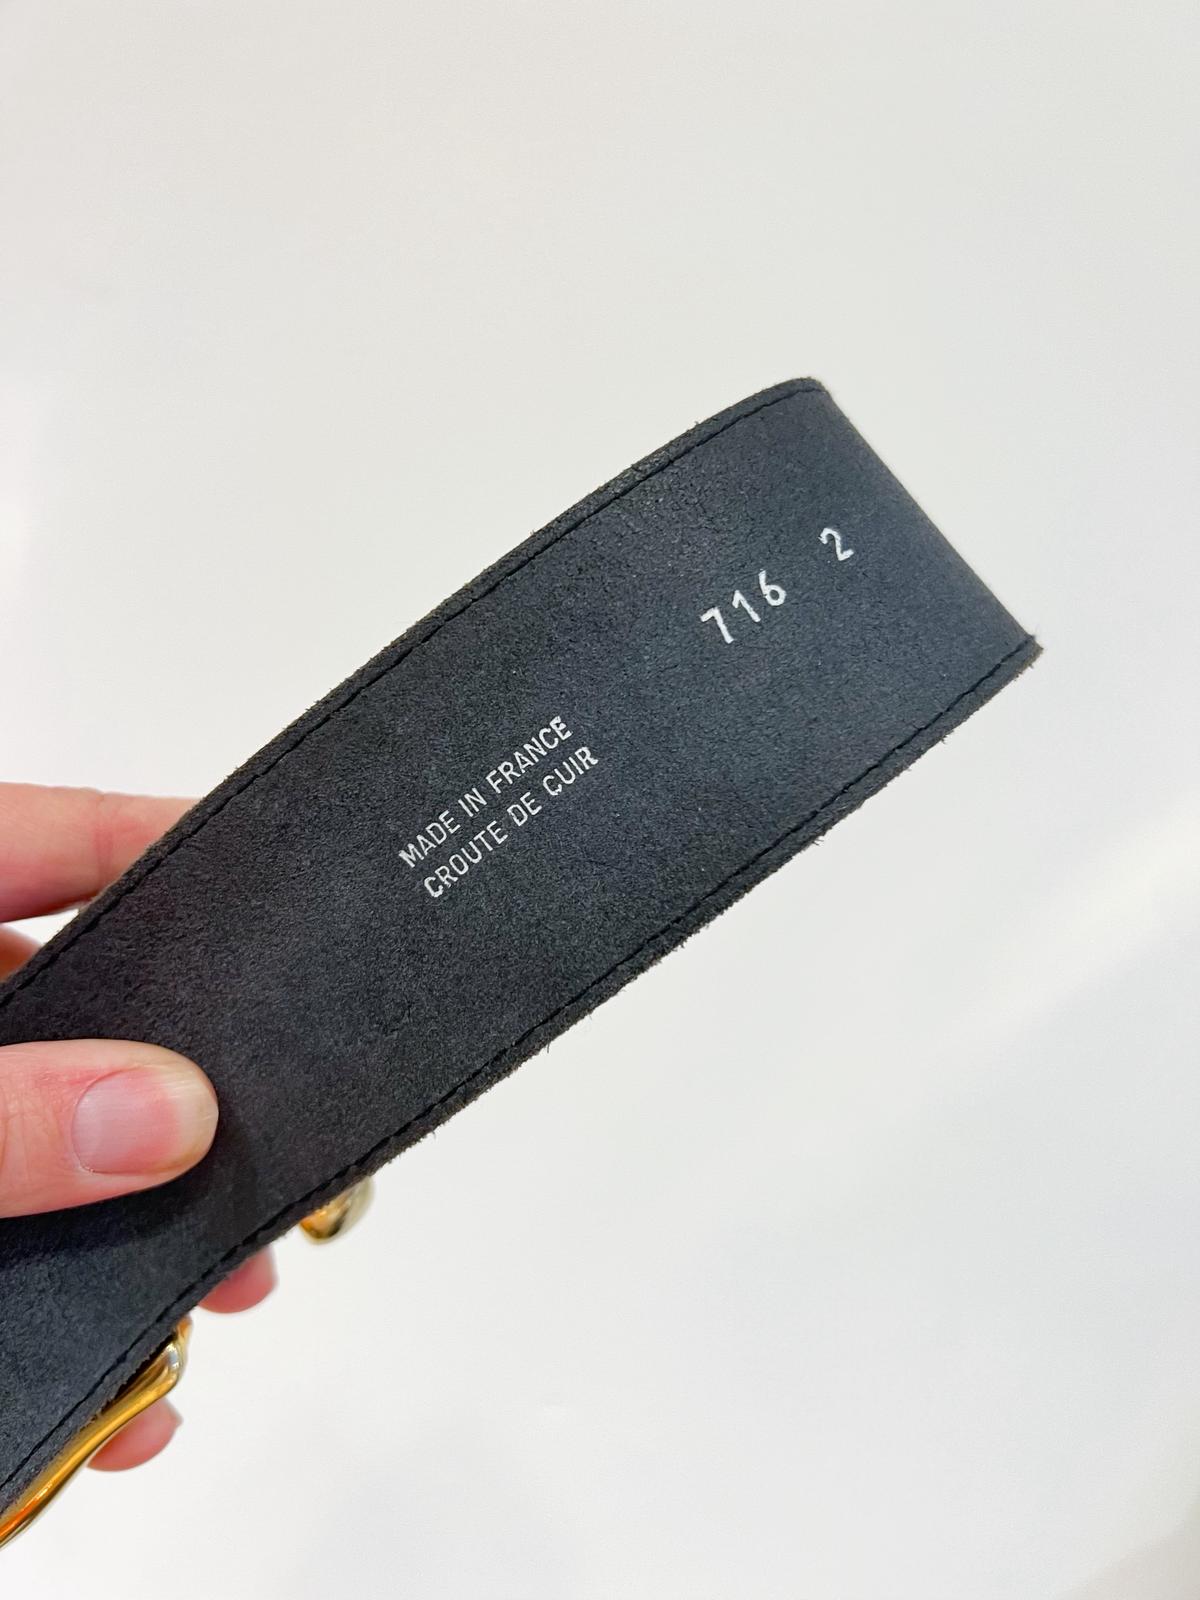 716 2
MADE IN FRANCE
CROUTE DE CUIR